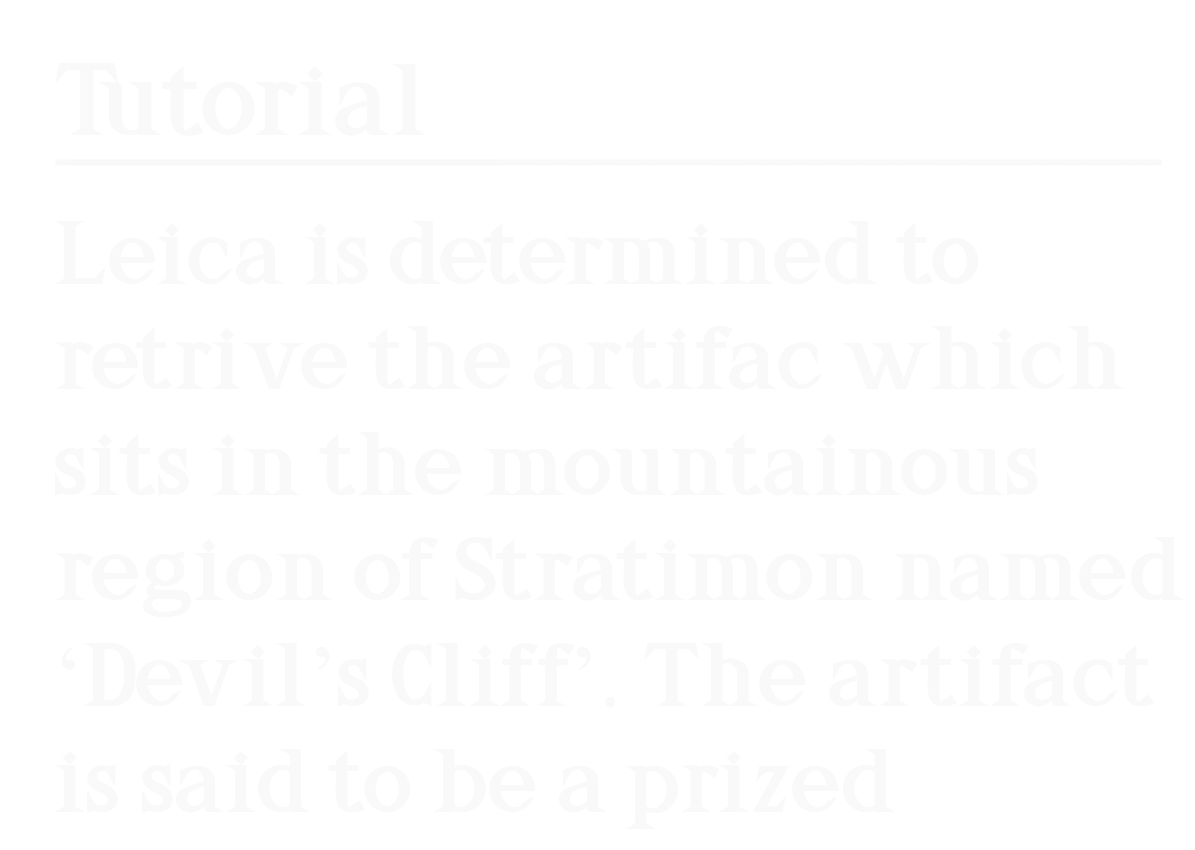 Tutorial
Leica is determined to
retrive the artifac which
sits in the mountainous
region of Stratimon named
‘Devil’s Cliff’. The artifact
is said to be a prized